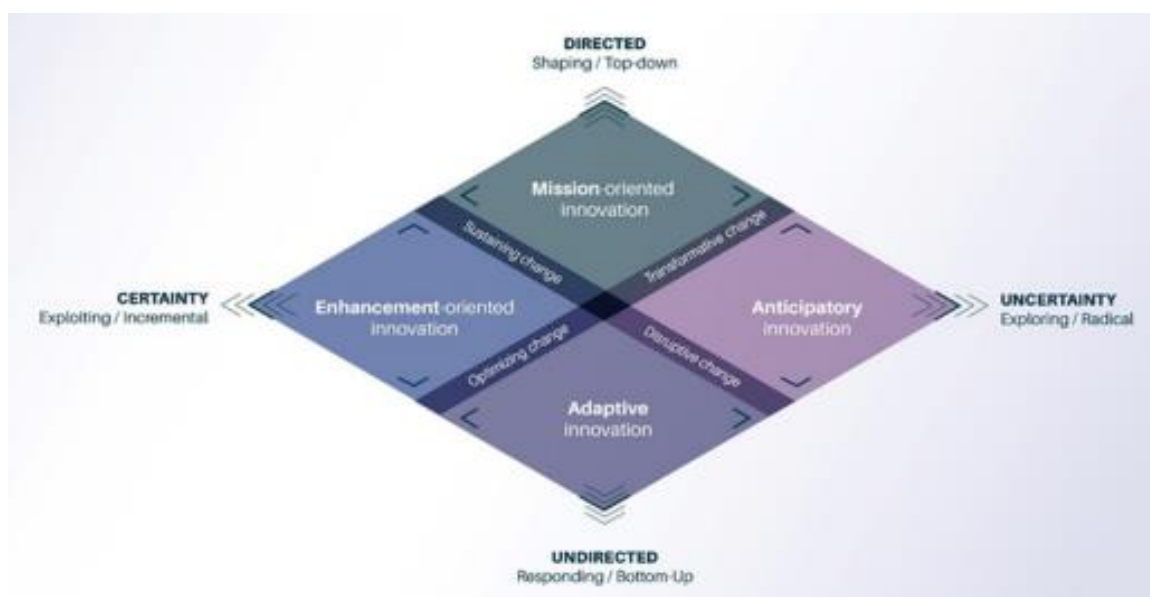 DIRECTED
Shaping / Top-down
Mission-oriented
innovation
Sustaining change
Transformative change
CERTAINTY
Exploiting / Incremental
Enhancement-oriented
innovation
Anticipatory
innovation
UNCERTAINTY
Exploring / Radical
Optimizing change
Disruptive change
Adaptive
innovation
UNDIRECTED
Responding / Bottom-Up